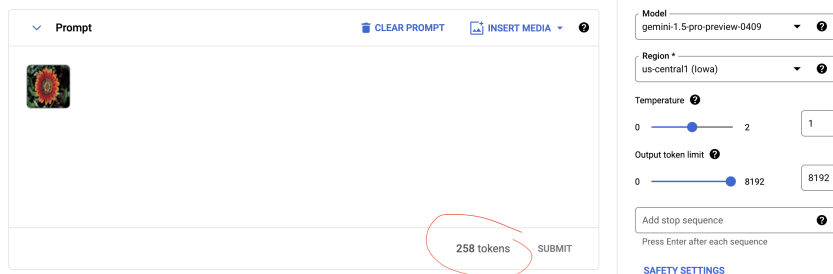 Prompt
CLEAR PROMPT
INSERT MEDIA
258 tokens
SUBMIT
Model
gemini-1.5-pro-preview-0409
Region *
us-central1 (Iowa)
Temperature
0
2
1
Output token limit
0
8192
8192
Add stop sequence
Press Enter after each sequence
SAFETY SETTINGS